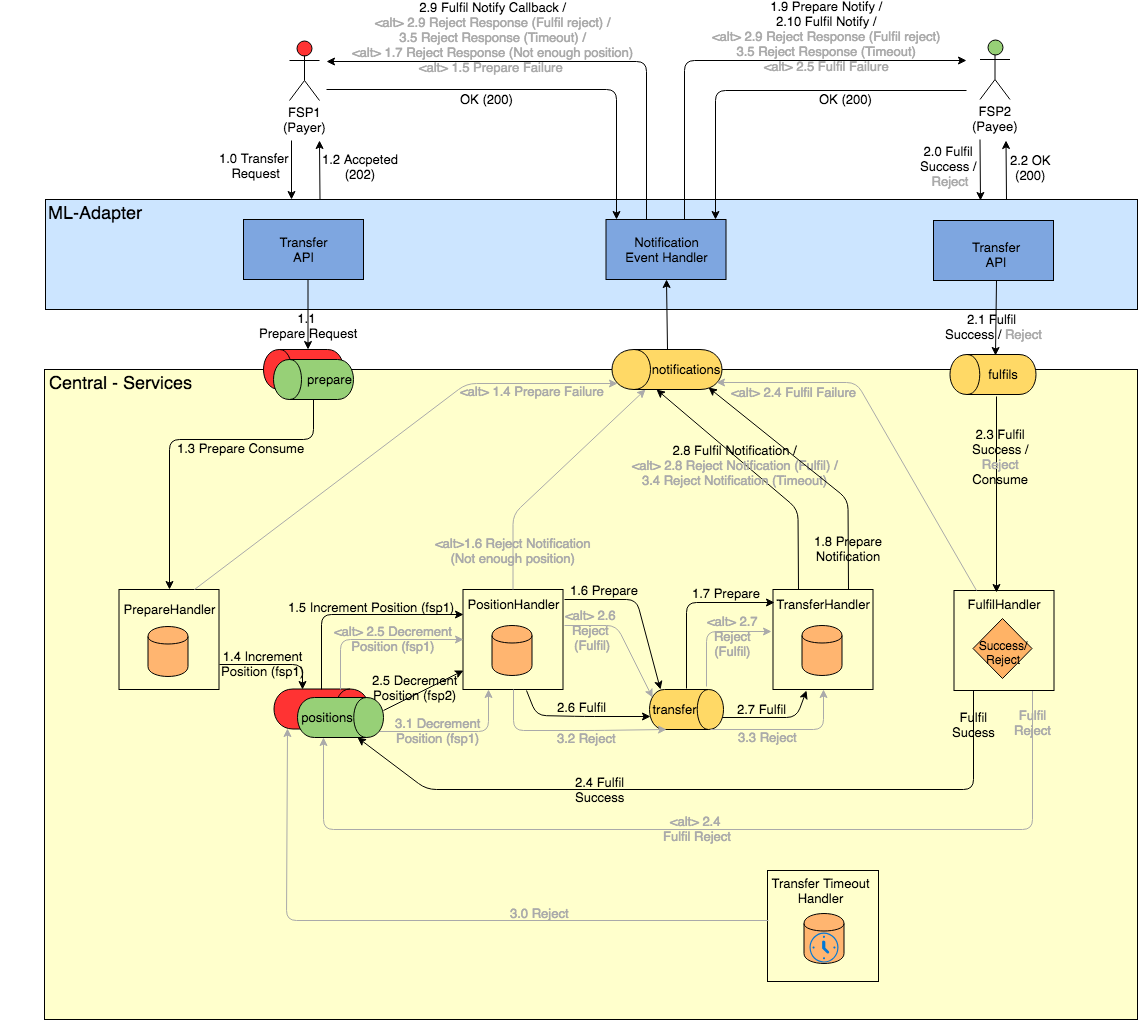 2.9 Fulfil Notify Callback /
<alt> 2.9 Reject Response (Fulfil reject) /
3.5 Reject Response (Timeout) /
<alt> 1.7 Reject Response (Not enough position)
<alt> 1.5 Prepare Failure
1.9 Prepare Notify /
2.10 Fulfil Notify /
<alt> 2.9 Reject Response (Fulfil reject)
3.5 Reject Response (Timeout)
<alt> 2.5 Fulfil Failure
OK (200)
OK (200)
FSP1
(Payer)
FSP2
(Payee)
1.0 Transfer
Request
1.2 Accpeted
(202)
2.0 Fulfil
Success /
Reject
2.2 OK
(200)
ML-Adapter
Transfer
API
Notification
Event Handler
Transfer
API
1.1
Prepare Request
2.1 Fulfil
Success / Reject
Central - Services
prepare
notifications
fulfils
<alt> 1.4 Prepare Failure
<alt> 2.4 Fulfil Failure
1.3 Prepare Consume
2.8 Fulfil Notification /
<alt> 2.8 Reject Notification (Fulfil) /
3.4 Reject Notification (Timeout)
2.3 Fulfil
Success /
Reject
Consume
<alt>1.6 Reject Notification
(Not enough position)
1.8 Prepare
Notification
PrepareHandler
PositionHandler
TransferHandler
FulfilHandler
1.5 Increment Position (fsp1)
<alt> 2.5 Decrement
Position (fsp1)
1.6 Prepare
<alt> 2.6
Reject
(Fulfil)
1.7 Prepare
<alt> 2.7
Reject
(Fulfil)
Success/
Reject
1.4 Increment
Position (fsp1)
2.5 Decrement
Position (fsp2)
positions
3.1 Decrement
Position (fsp1)
2.6 Fulfil
transfer
2.7 Fulfil
3.2 Reject
3.3 Reject
Fulfil
Sucess
Fulfil
Reject
2.4 Fulfil
Success
<alt> 2.4
Fulfil Reject
Transfer Timeout
Handler
3.0 Reject